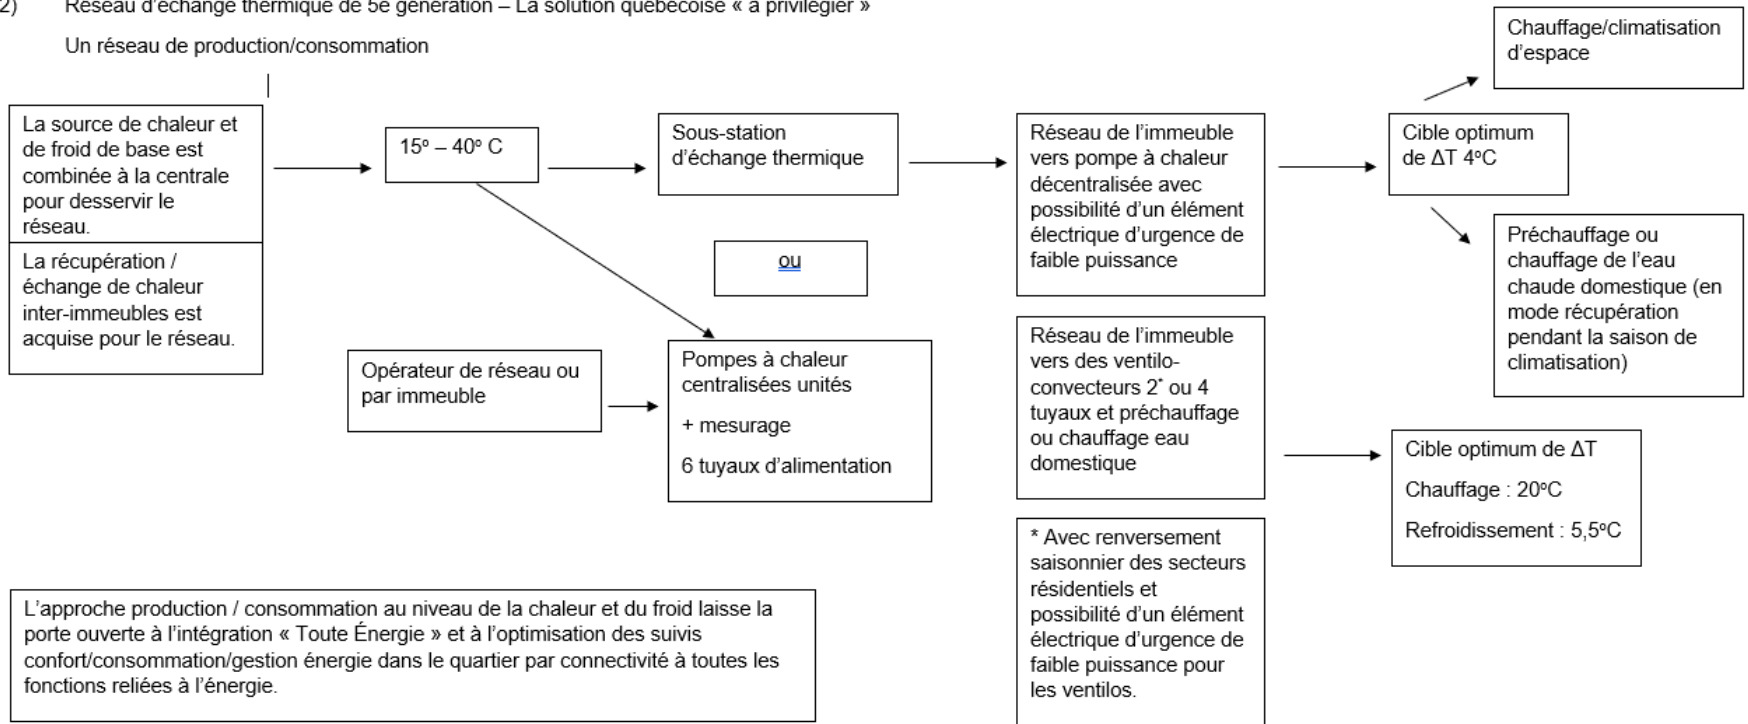 2) Réseau d’échange thermique de 5e génération – La solution québécoise « à privilégier »
Un réseau de production/consommation
La source de chaleur et
de froid de base est
combinée à la centrale
pour desservir le
réseau.
La récupération /
échange de chaleur
inter-immeubles est
acquise pour le réseau.
15º – 40º C
Sous-station
d’échange thermique
ou
Opérateur de réseau ou
par immeuble
Pompes à chaleur
centralisées unités
+ mesurage
6 tuyaux d’alimentation
Réseau de l’immeuble
vers pompe à chaleur
décentralisée avec
possibilité d’un élément
électrique d’urgence de
faible puissance
Réseau de l’immeuble
vers des ventilo-
convecteurs 2* ou 4
tuyaux et préchauffage
ou chauffage eau
domestique
* Avec renversement
saisonnier des secteurs
résidentiels et
possibilité d’un élément
électrique d’urgence de
faible puissance pour
les ventilos.
Cible optimum
de ΔT 4ºC
Chauffage/climatisation
d’espace
Préchauffage ou
chauffage de l’eau
chaude domestique (en
mode récupération
pendant la saison de
climatisation)
Cible optimum de ΔT
Chauffage : 20ºC
Refroidissement : 5,5ºC
L’approche production / consommation au niveau de la chaleur et du froid laisse la
porte ouverte à l’intégration « Toute Énergie » et à l’optimisation des suivis
confort/consommation/gestion énergie dans le quartier par connectivité à toutes les
fonctions reliées à l’énergie.